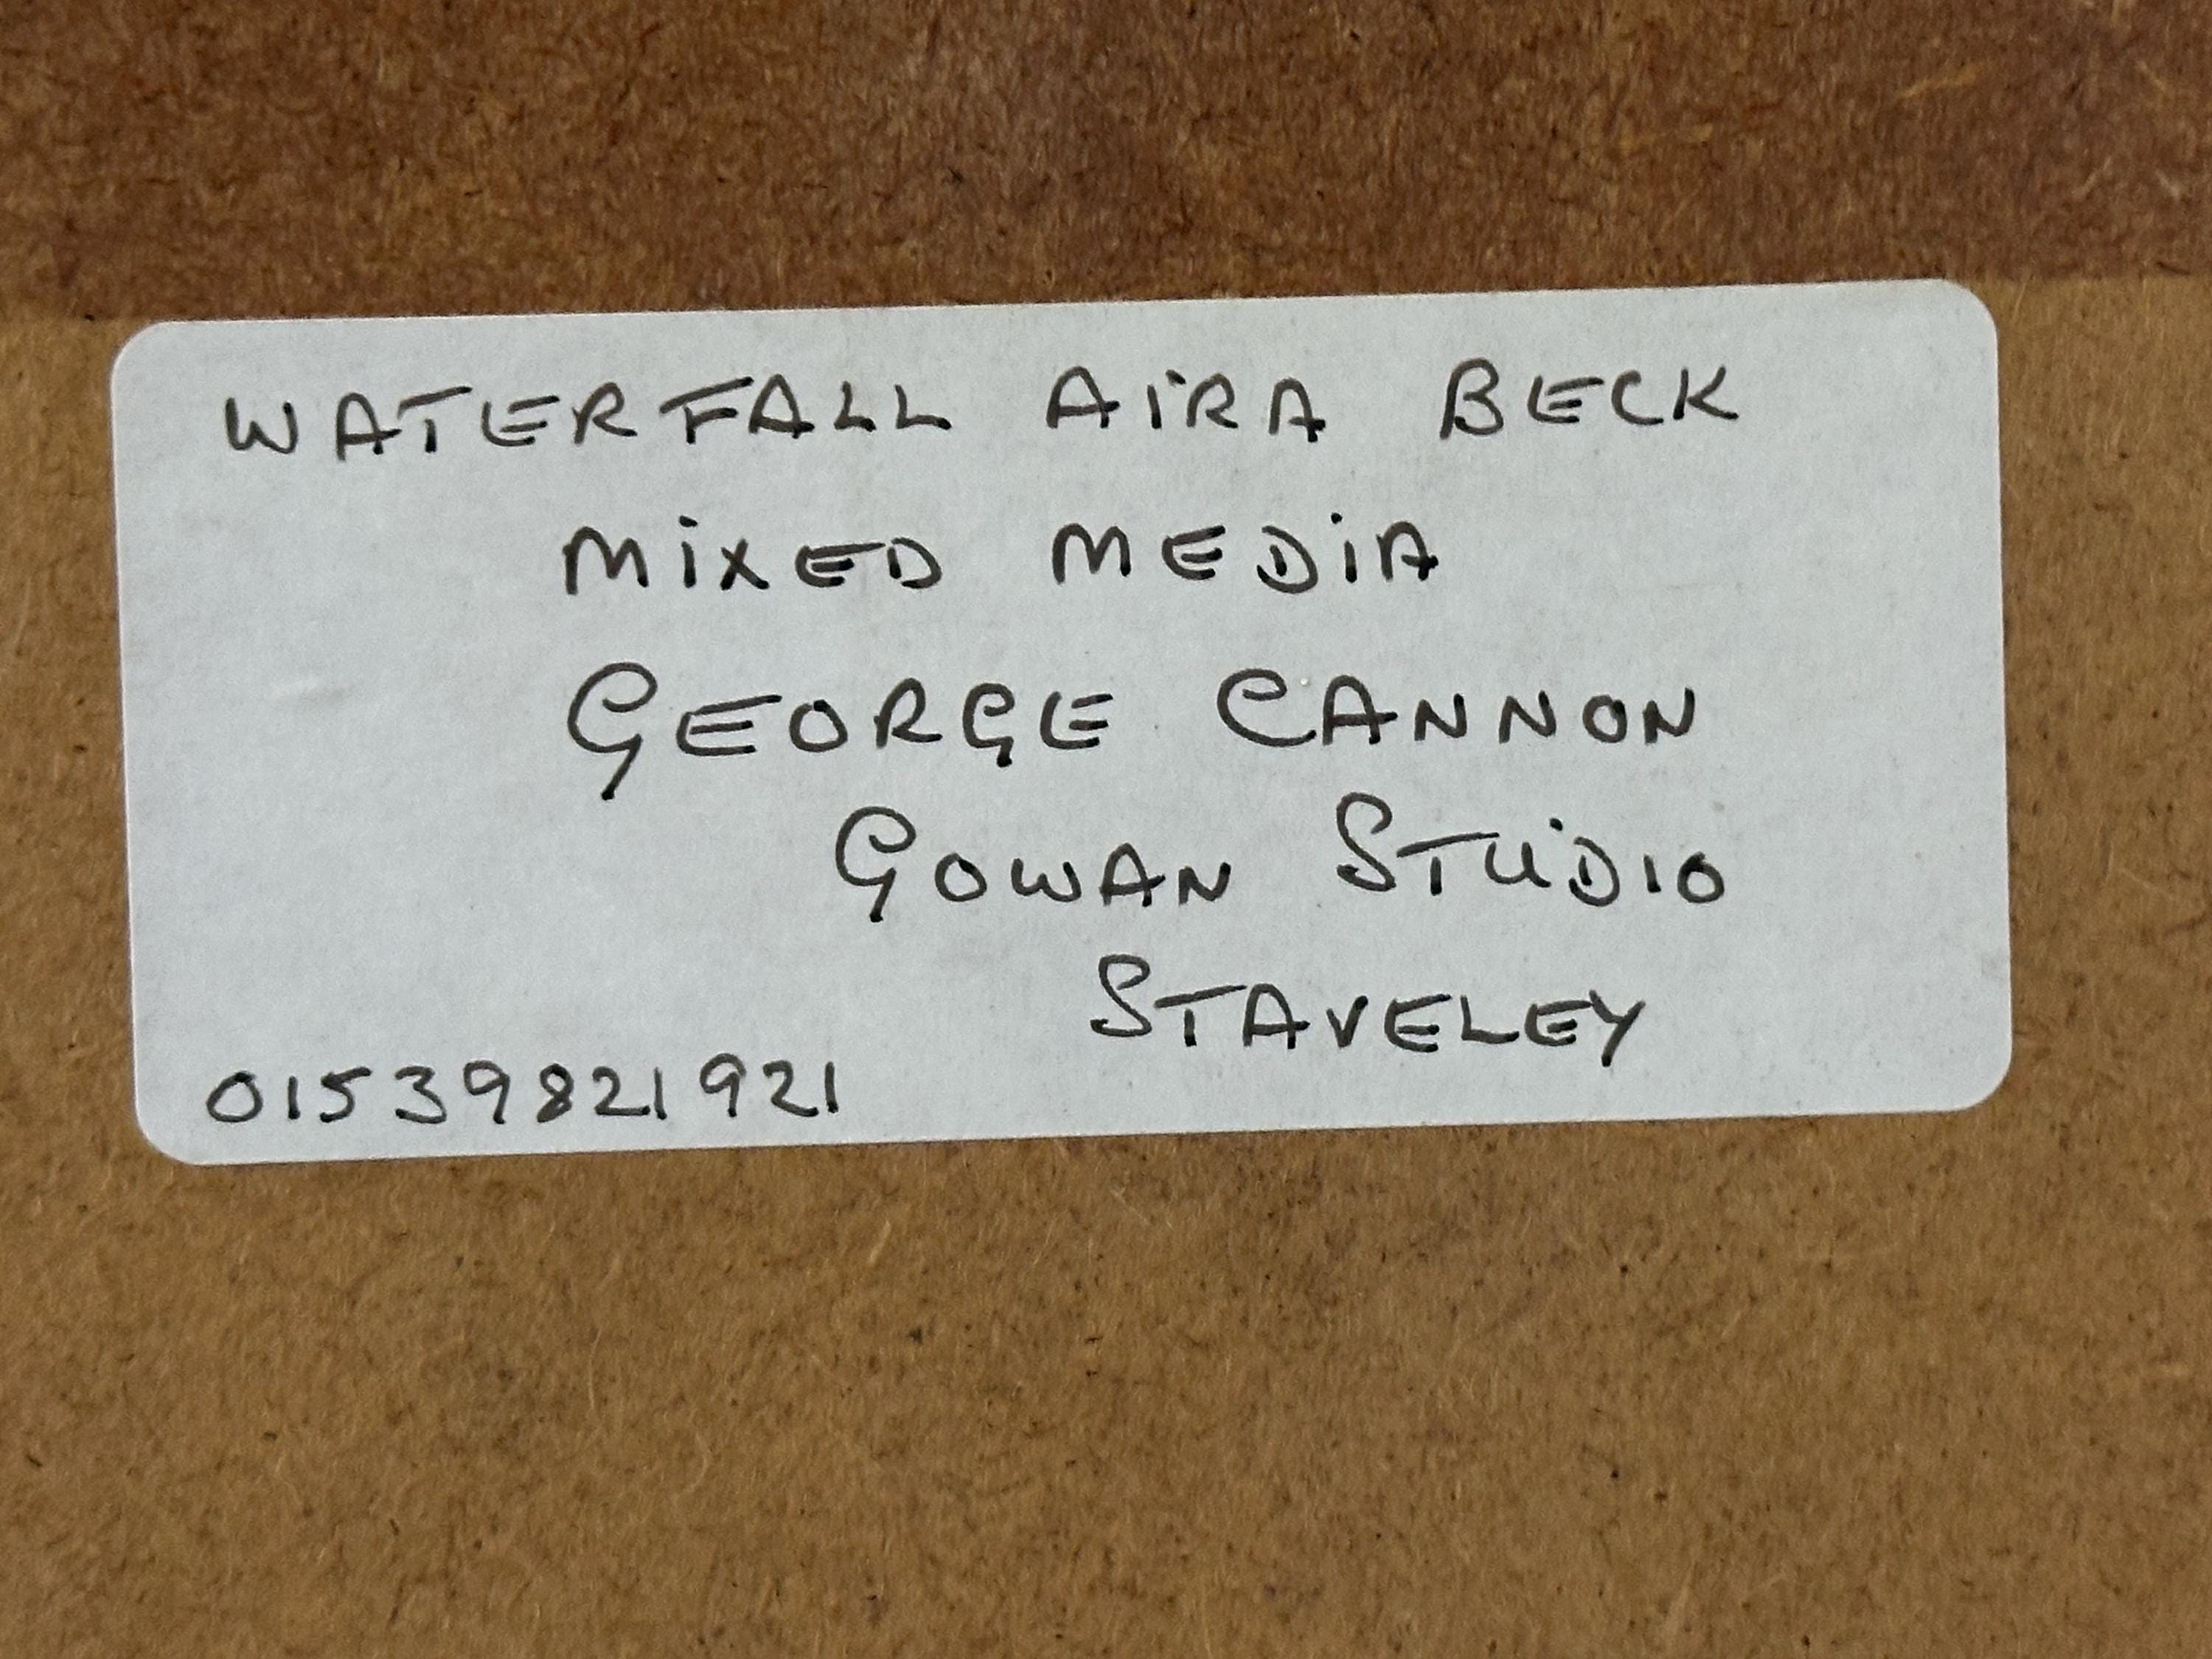 WATERFALL AiRA BECK
MiXED MEDiA
GEORGE CANNON
GOWAN STUDIO
STAVELEY
01539821921